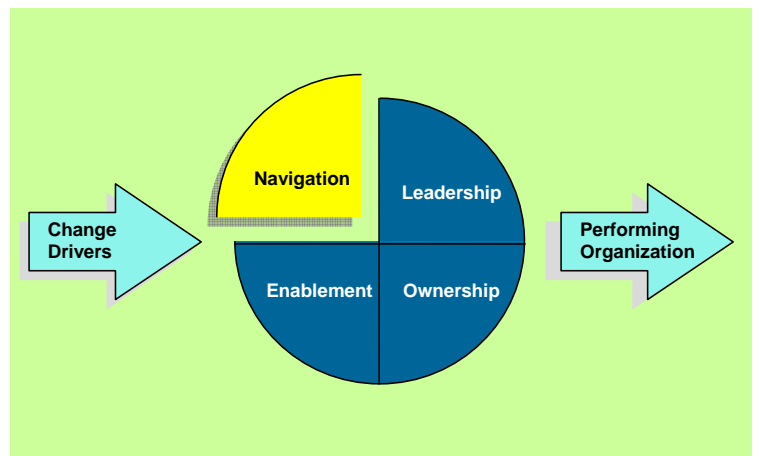 Navigation
Leadership
Change
Drivers
Performing
Organization
Enablement
Ownership